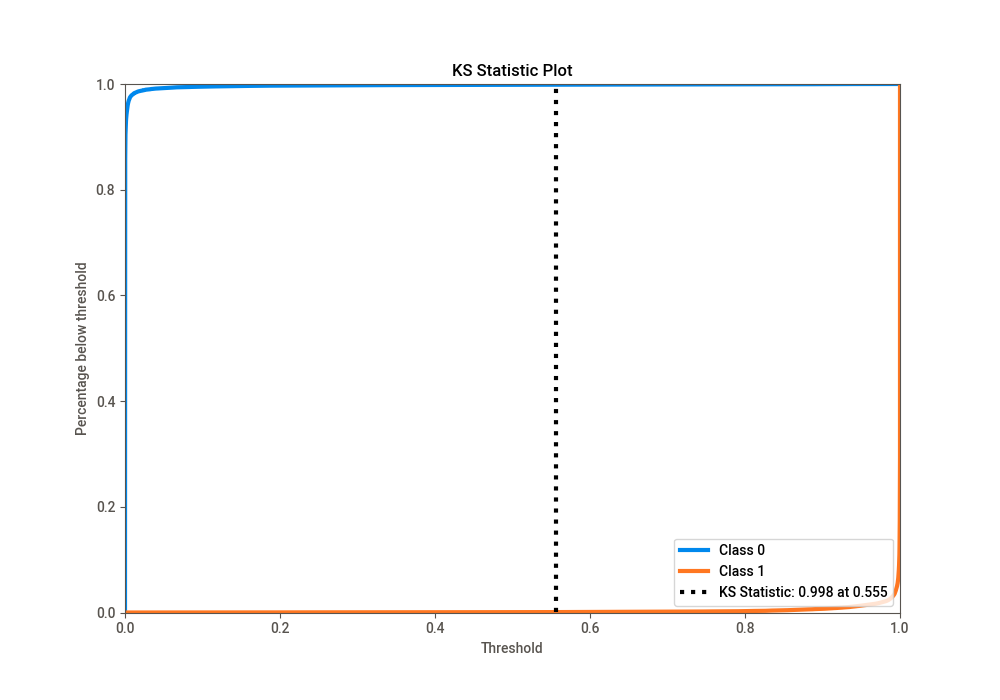 KS Statistic Plot
1.0
0.8
0.6
0.4
0.2
0.0
Percentage below threshold
0.0 0.2 0.4 0.6 0.8 1.0
Threshold
Class 0
Class 1
KS Statistic: 0.998 at 0.555